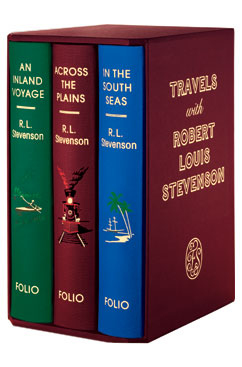 AN
INLAND
VOYAGE
R.L.
Stevenson
FOLIO
ACROSS
THE
PLAINS
R.L.
Stevenson
FOLIO
IN THE
SOUTH
SEAS
R.L.
Stevenson
FOLIO
TRAVELS
with
ROBERT
LOUIS
STEVENSON